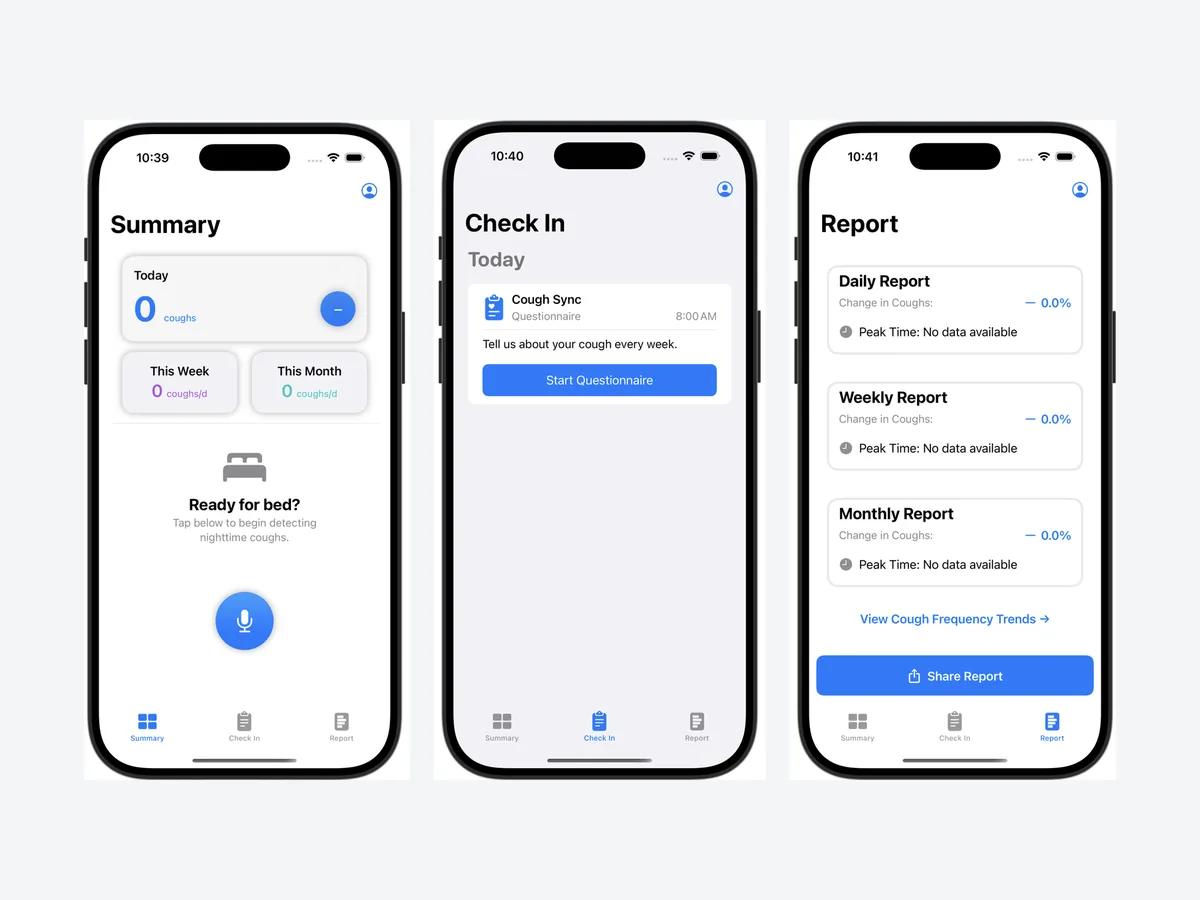 10:39
Summary
Today
0 coughs
–
This Week
0 coughs/d
This Month
0 coughs/d
Ready for bed?
Tap below to begin detecting
nighttime coughs.
Summary
Check In
Report
10:40
Check In
Today
Cough Sync
Questionnaire
8:00 AM
Tell us about your cough every week.
Start Questionnaire
Summary
Check In
Report
10:41
Report
Daily Report
Change in Coughs: – 0.0%
Peak Time: No data available
Weekly Report
Change in Coughs: – 0.0%
Peak Time: No data available
Monthly Report
Change in Coughs: – 0.0%
Peak Time: No data available
View Cough Frequency Trends →
Share Report
Summary
Check In
Report